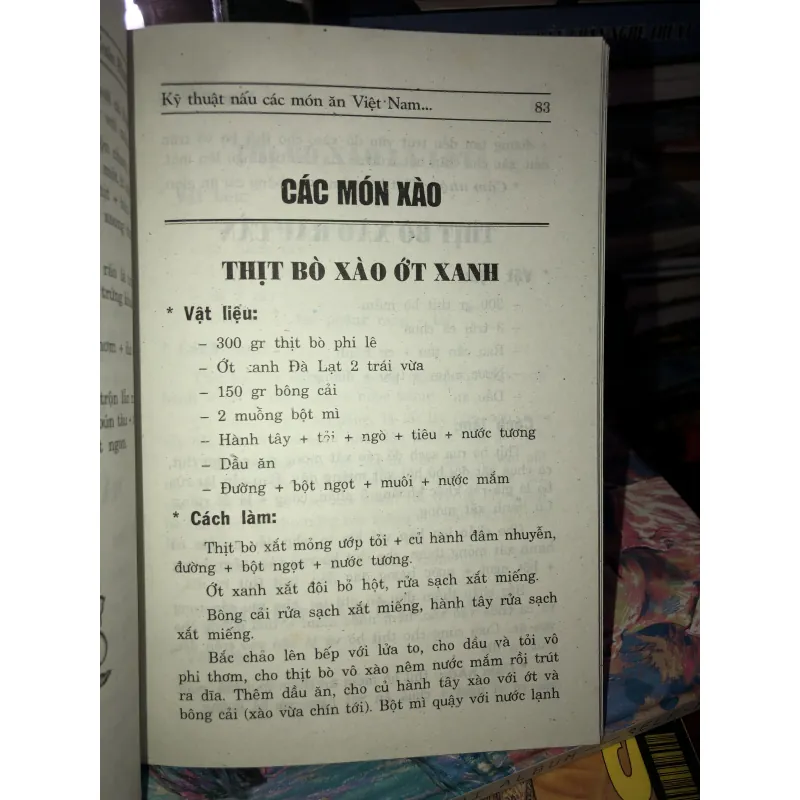 Kỹ thuật nấu các món ăn Việt Nam... 83
CÁC MÓN XÀO
THỊT BÒ XÀO ỚT XANH
* Vật liệu:
– 300 gr thịt bò phi lê
– Ớt xanh Đà Lạt 2 trái vừa
– 150 gr bông cải
– 2 muỗng bột mì
– Hành tây + tỏi + ngò + tiêu + nước tương
– Dầu ăn
– Đường + bột ngọt + muối + nước mắm
* Cách làm:
Thịt bò xắt mỏng ướp tỏi + củ hành đâm nhuyễn,
đường + bột ngọt + nước tương.
Ớt xanh xắt đôi bỏ hột, rửa sạch xắt miếng.
Bông cải rửa sạch xắt miếng, hành tây rửa sạch
xắt miếng.
Bắc chảo lên bếp với lửa to, cho dầu và tỏi vô
phi thơm, cho thịt bò vô xào nêm nước mắm rồi trút
ra dĩa. Thêm dầu ăn, cho củ hành tây xào với ớt và
bông cải (xào vừa chín tới). Bột mì quậy với nước lạnh